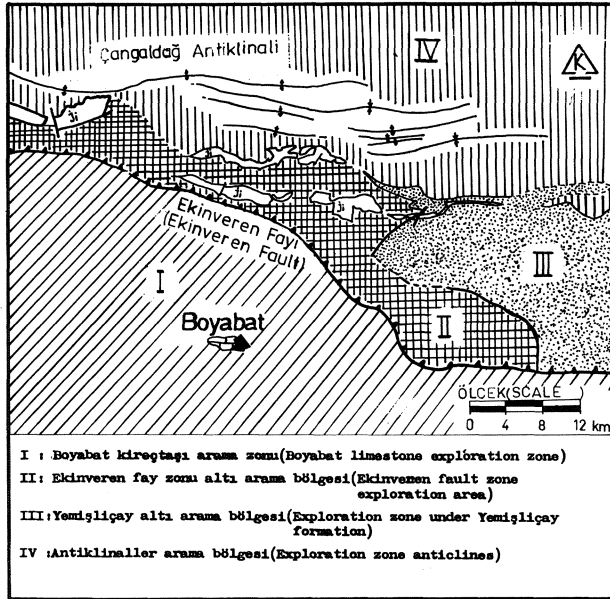 Çangaldağ Antiklinali
IV
K
Ji
Ji
Ji
Ji
Ekinveren Fayı
(Ekinveren Fault)
III
I
II
Boyabat
ÖLÇEK(SCALE)
0 4 8 12 km
I : Boyabat kireçtaşı arama zonu(Boyabat limestone exploration zone)
II: Ekinveren fay zonu altı arama bölgesi(Ekinveren fault zone
exploration area)
III:Yemişliçay altı arama bölgesi(Exploration zone under Yemişliçay
formation)
IV :Antiklinaller arama bölgesi(Exploration zone anticlines)